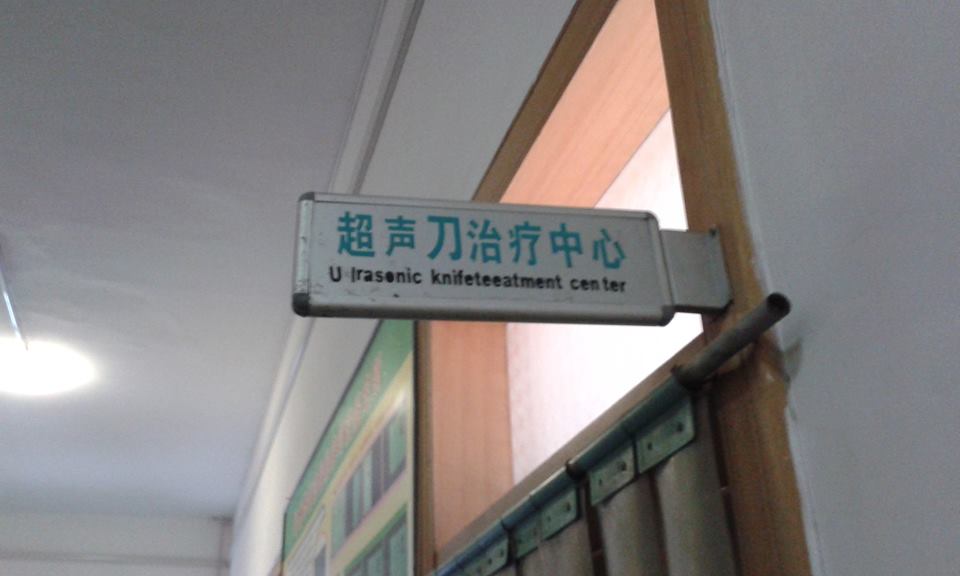 超声刀治疗中心
U lrasonic knifeteeatment center